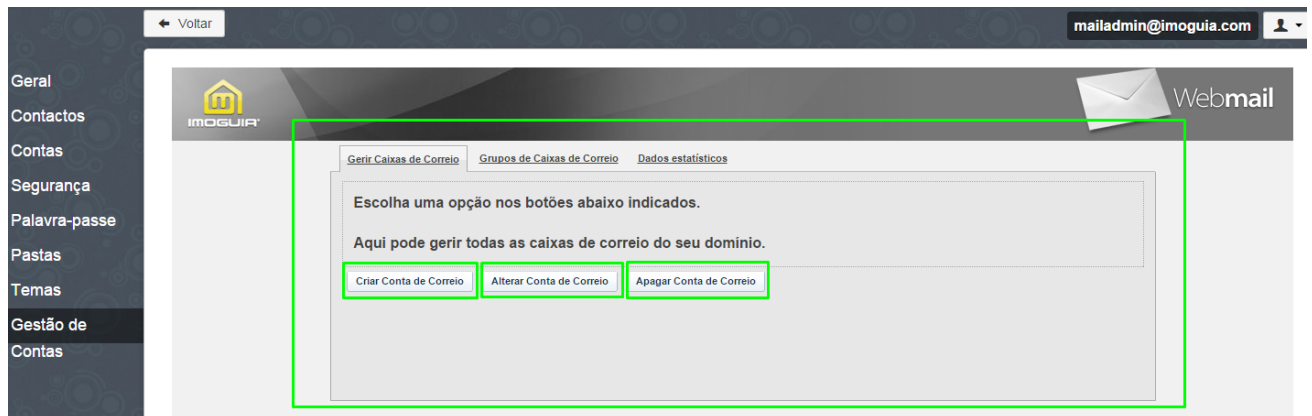 Voltar
mailadmin@imoguia.com
Geral
Contactos
Contas
Segurança
Palavra-passe
Pastas
Temas
Gestão de
Contas
IMOGUIA
Webmail
Gerir Caixas de Correio Grupos de Caixas de Correio Dados estatísticos
Escolha uma opção nos botões abaixo indicados.
Aqui pode gerir todas as caixas de correio do seu domínio.
Criar Conta de Correio Alterar Conta de Correio Apagar Conta de Correio